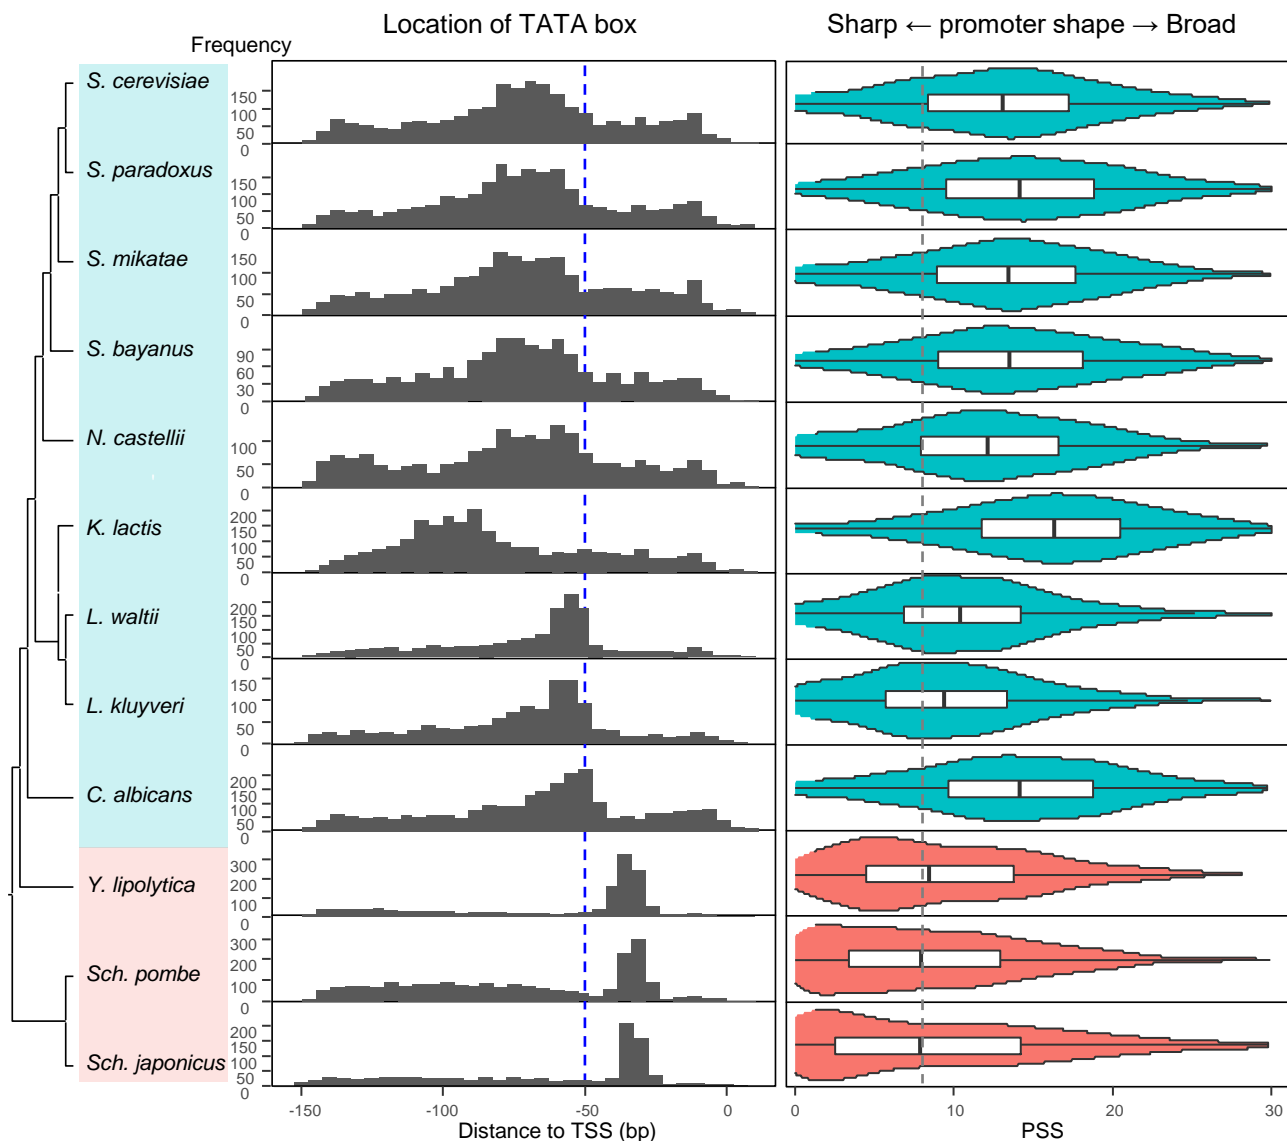 Location of TATA box
Sharp ← promoter shape → Broad
Frequency
S. cerevisiae
150
100
50
0
S. paradoxus
150
100
50
0
S. mikatae
150
100
50
0
S. bayanus
90
60
30
0
N. castellii
100
50
0
K. lactis
200
150
100
50
0
L. waltii
200
150
100
50
0
L. kluyveri
150
100
50
0
C. albicans
200
150
100
50
0
Y. lipolytica
300
200
100
0
Sch. pombe
300
200
100
0
Sch. japonicus
200
150
100
50
0
-150 -100 -50 0
0 10 20 30
Distance to TSS (bp)
PSS